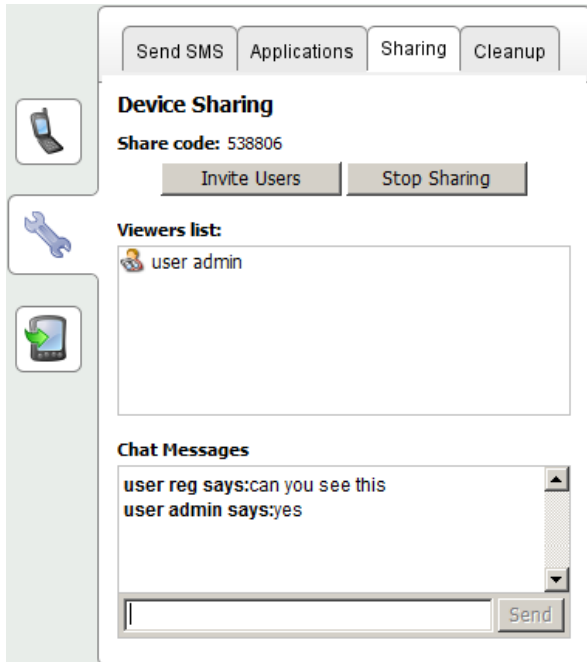 Send SMS Applications Sharing Cleanup
Device Sharing
Share code: 538806
Invite Users Stop Sharing
Viewers list:
user admin
Chat Messages
user reg says:can you see this
user admin says:yes
Send